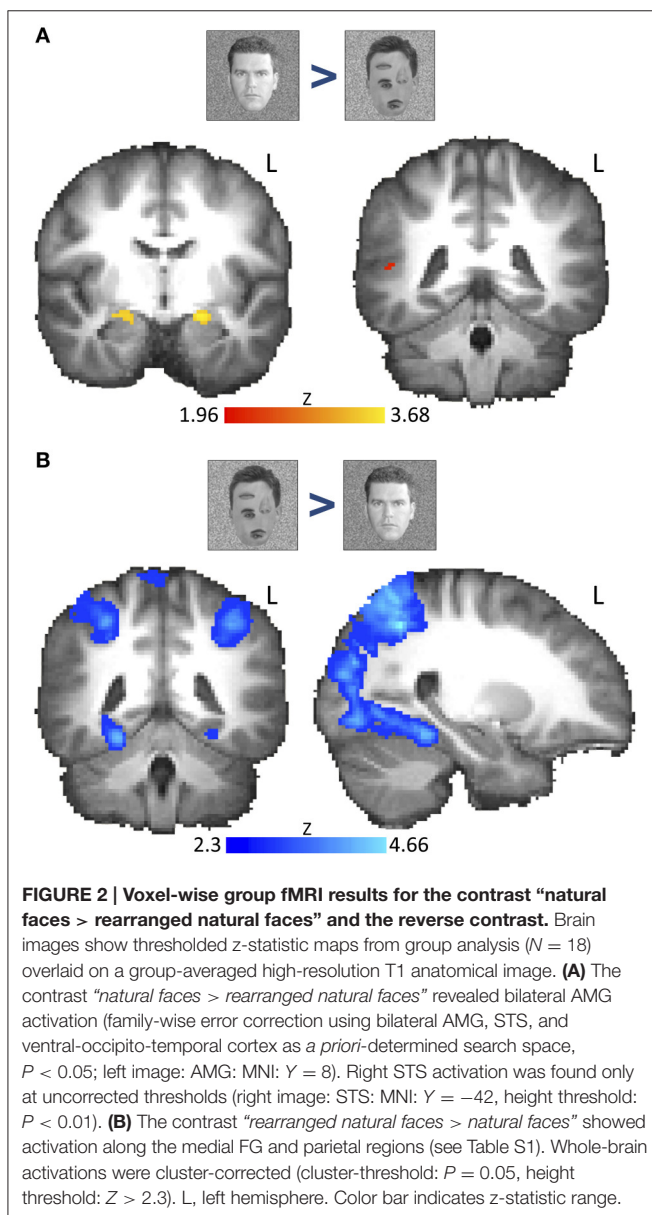 A
>
L
L
Z
1.96
3.68
B
>
L
L
Z
2.3
4.66
FIGURE 2 | Voxel-wise group fMRI results for the contrast “natural
faces > rearranged natural faces” and the reverse contrast. Brain
images show thresholded z-statistic maps from group analysis (N = 18)
overlaid on a group-averaged high-resolution T1 anatomical image. (A) The
contrast “natural faces > rearranged natural faces” revealed bilateral AMG
activation (family-wise error correction using bilateral AMG, STS, and
ventral-occipito-temporal cortex as a priori-determined search space,
P < 0.05; left image: AMG: MNI: Y = 8). Right STS activation was found only
at uncorrected thresholds (right image: STS: MNI: Y = −42, height threshold:
P < 0.01). (B) The contrast “rearranged natural faces > natural faces” showed
activation along the medial FG and parietal regions (see Table S1). Whole-brain
activations were cluster-corrected (cluster-threshold: P = 0.05, height
threshold: Z > 2.3). L, left hemisphere. Color bar indicates z-statistic range.